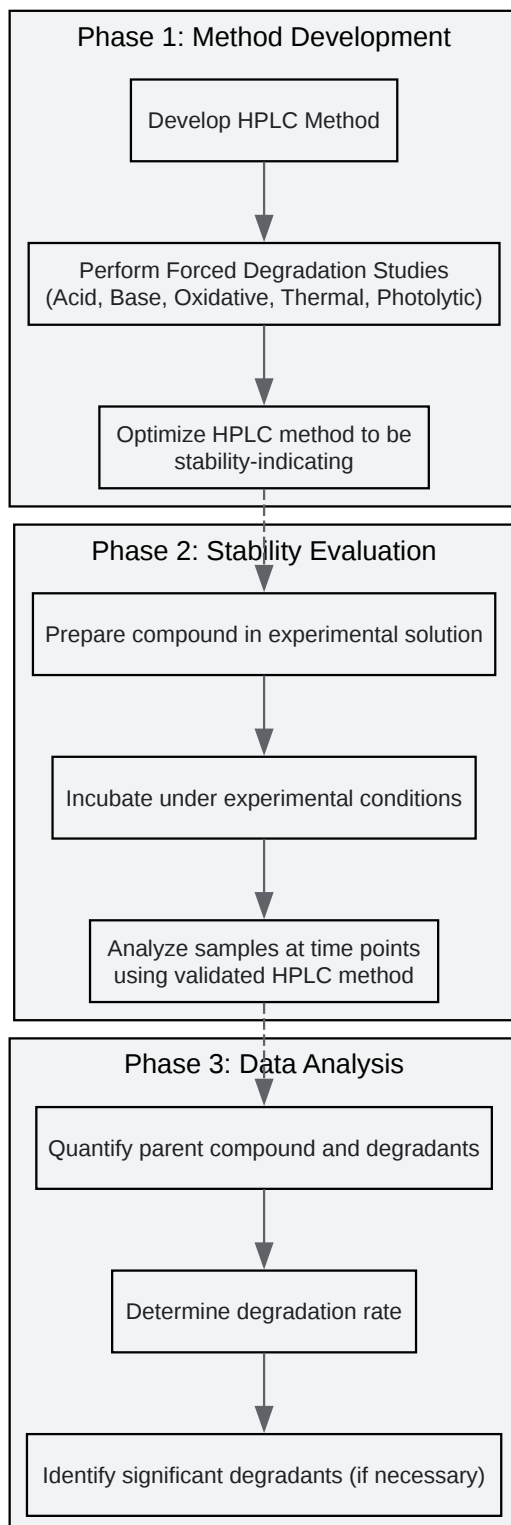 Phase 1: Method Development
Develop HPLC Method
Perform Forced Degradation Studies
(Acid, Base, Oxidative, Thermal, Photolytic)
Optimize HPLC method to be
stability-indicating
Phase 2: Stability Evaluation
Prepare compound in experimental solution
Incubate under experimental conditions
Analyze samples at time points
using validated HPLC method
Phase 3: Data Analysis
Quantify parent compound and degradants
Determine degradation rate
Identify significant degradants (if necessary)